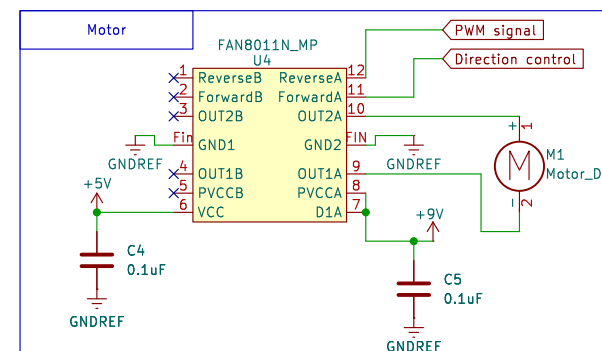 Motor
FAN8011N_MP
U4
PWM signal
Direction control
1 ReverseB ReverseA 12
2 ForwardB ForwardA 11
3 OUT2B OUT2A 10
Fin GND1 GND2 FIN
GNDREF
GNDREF
4 OUT1B OUT1A 9
5 PVCCB PVCCA 8
6 VCC D1A 7
+ 1
M
M1
Motor_D
- 2
+5V
+9V
C4
0.1uF
GNDREF
C5
0.1uF
GNDREF